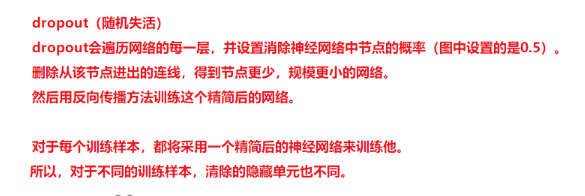 dropout（随机失活）
dropout会遍历网络的每一层，并设置消除神经网络中节点的概率（图中设置的是0.5）。
删除从该节点进出的连线，得到节点更少，规模更小的网络。
然后用反向传播方法训练这个精简后的网络。
对于每个训练样本，都将采用一个精简后的神经网络来训练他。
所以，对于不同的训练样本，清除的隐藏单元也不同。